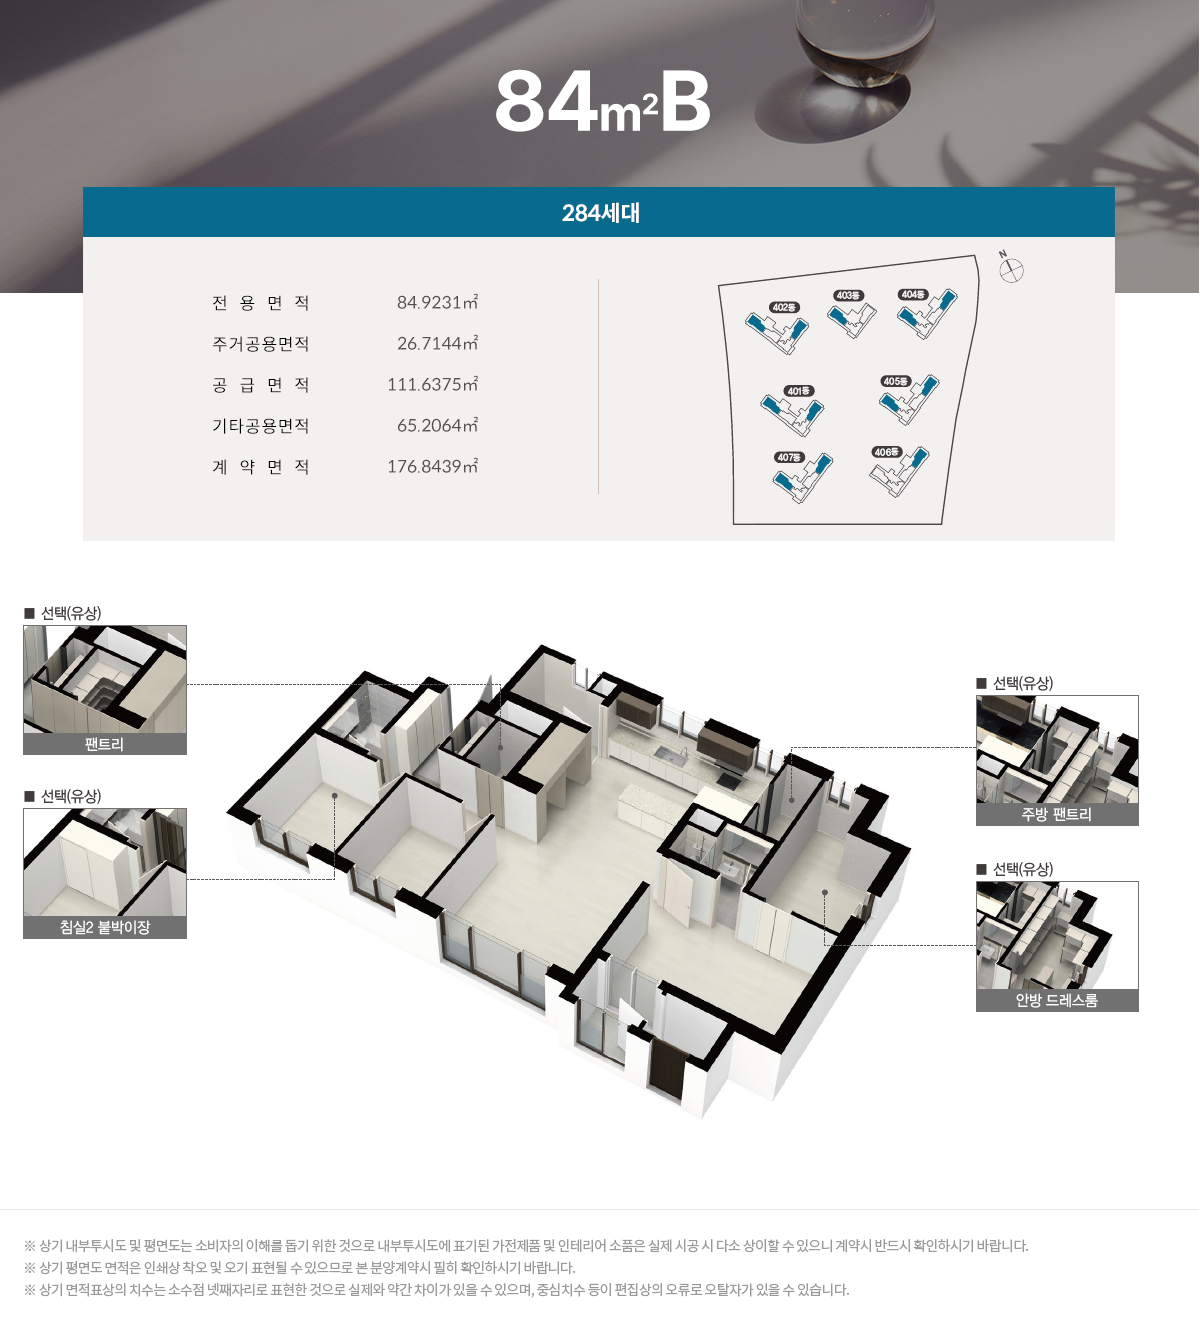 84m²B
284세대
전 용 면 적 84.9231㎡
주거공용면적 26.7144㎡
공 급 면 적 111.6375㎡
기타공용면적 65.2064㎡
계 약 면 적 176.8439㎡
N
402동
403동
404동
401동
405동
407동
406동
■ 선택(유상)
팬트리
■ 선택(유상)
침실2 붙박이장
■ 선택(유상)
주방 팬트리
■ 선택(유상)
안방 드레스룸
※ 상기 내부투시도 및 평면도는 소비자의 이해를 돕기 위한 것으로 내부투시도에 표기된 가전제품 및 인테리어 소품은 실제 시공 시 다소 상이할 수 있으니 계약시 반드시 확인하시기 바랍니다.
※ 상기 평면도 면적은 인쇄상 착오 및 오기 표현될 수 있으므로 본 분양계약시 필히 확인하시기 바랍니다.
※ 상기 면적표상의 치수는 소수점 넷째자리로 표현한 것으로 실제와 약간 차이가 있을 수 있으며, 중심치수 등이 편집상의 오류로 오탈자가 있을 수 있습니다.